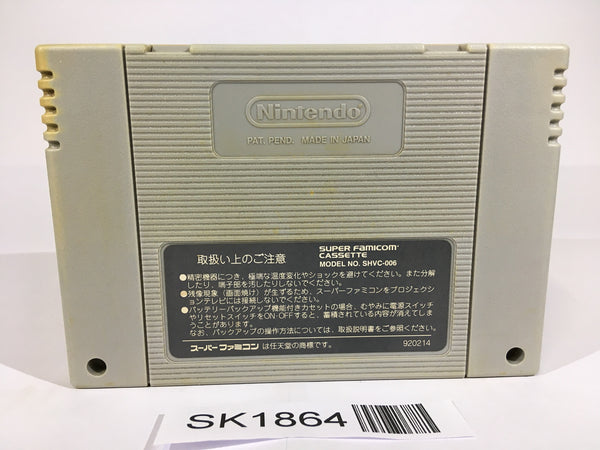 Nintendo
PAT. PEND. MADE IN JAPAN
取扱い上のご注意
SUPER FAMICOM
CASSETTE
MODEL NO. SHVC-006
●精密機器につき、極端な温度変化やショックを避けてください。また分解
したり、端子部を汚したりしないでください。
●残像現象(画面焼け)が生ずるため、スーパーファミコンをプロジェクシ
ョンテレビには接続しないでください。
●バッテリーバックアップ機能付きカセットの場合、むやみに電源スイッチ
やリセットスイッチをON・OFFすると、蓄積されている内容が消えてしま
うことがあります。
なお、バックアップの操作方法については、取扱説明書をご参照ください。
スーパーファミコン は任天堂の商標です。
920214
SK1864